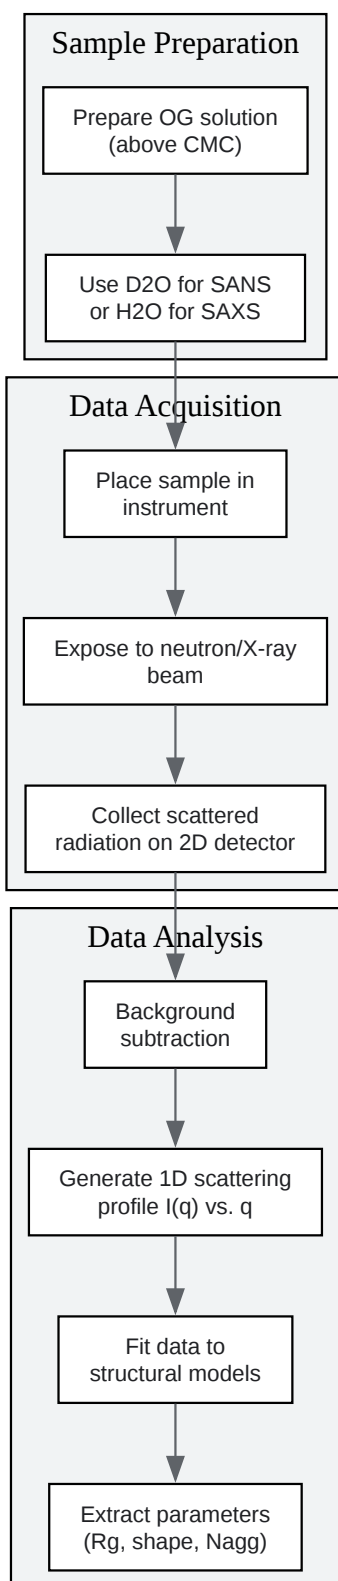 Sample Preparation
Prepare OG solution
(above CMC)
Use D2O for SANS
or H2O for SAXS
Data Acquisition
Place sample in
instrument
Expose to neutron/X-ray
beam
Collect scattered
radiation on 2D detector
Data Analysis
Background
subtraction
Generate 1D scattering
profile I(q) vs. q
Fit data to
structural models
Extract parameters
(Rg, shape, Nagg)